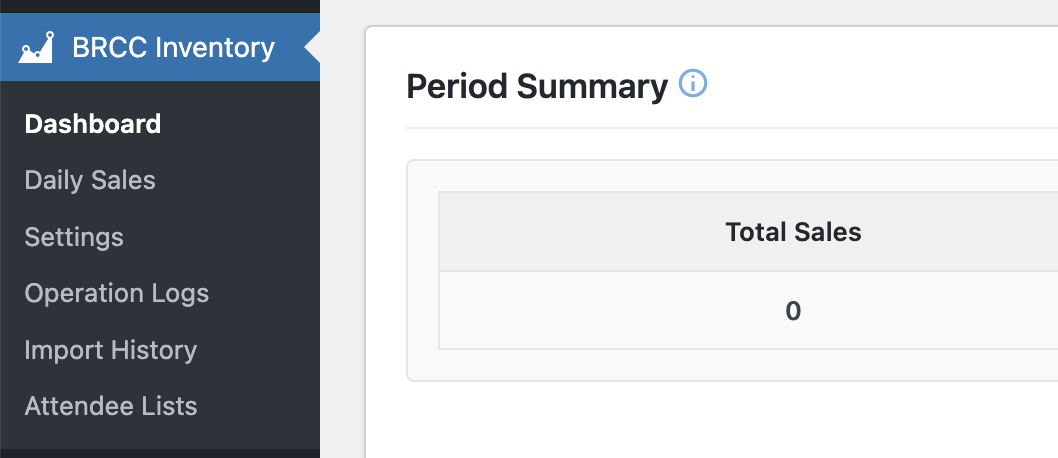 BRCC Inventory
Dashboard
Daily Sales
Settings
Operation Logs
Import History
Attendee Lists
Period Summary
Total Sales
0